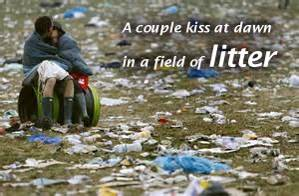 A couple kiss at dawn
in a field of litter